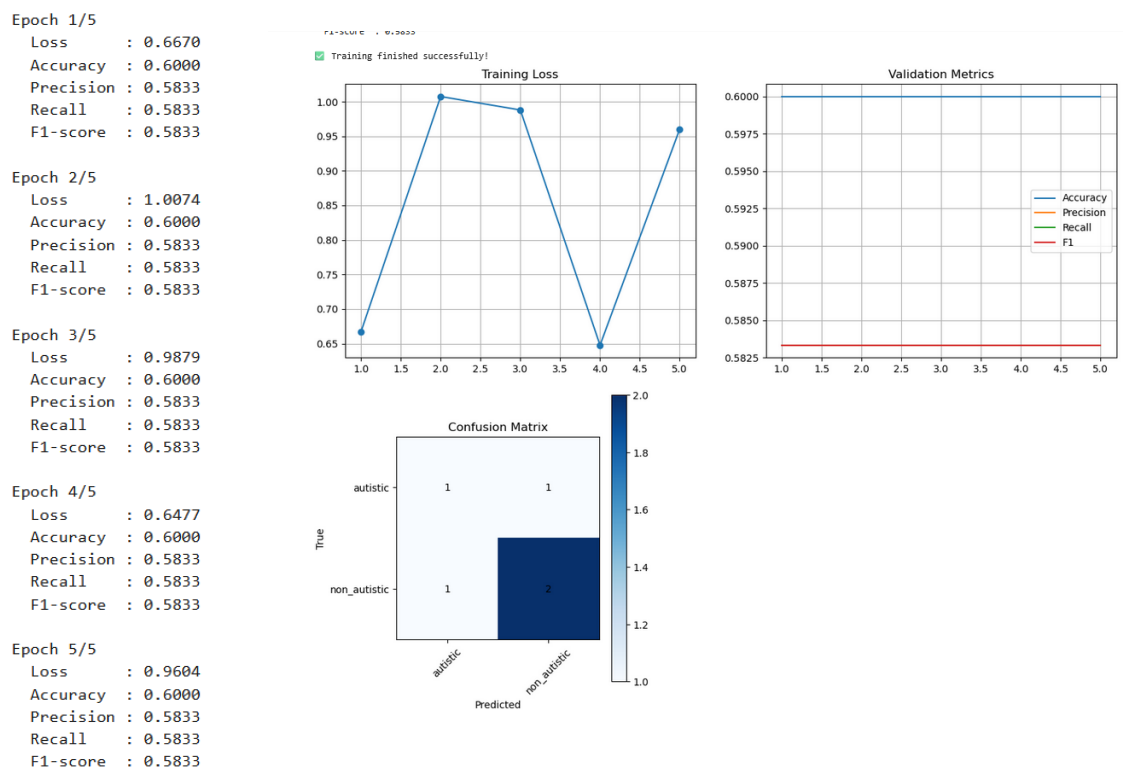 Epoch 1/5
Loss : 0.6670
Accuracy : 0.6000
Precision : 0.5833
Recall : 0.5833
F1-score : 0.5833
Epoch 2/5
Loss : 1.0074
Accuracy : 0.6000
Precision : 0.5833
Recall : 0.5833
F1-score : 0.5833
Epoch 3/5
Loss : 0.9879
Accuracy : 0.6000
Precision : 0.5833
Recall : 0.5833
F1-score : 0.5833
Epoch 4/5
Loss : 0.6477
Accuracy : 0.6000
Precision : 0.5833
Recall : 0.5833
F1-score : 0.5833
Epoch 5/5
Loss : 0.9604
Accuracy : 0.6000
Precision : 0.5833
Recall : 0.5833
F1-score : 0.5833
F1-score : 0.5833
✅ Training finished successfully!
Training Loss
1.00
0.95
0.90
0.85
0.80
0.75
0.70
0.65
1.0 1.5 2.0 2.5 3.0 3.5 4.0 4.5 5.0
Validation Metrics
0.6000
0.5975
0.5950
0.5925
0.5900
0.5875
0.5850
0.5825
Accuracy
Precision
Recall
F1
1.0 1.5 2.0 2.5 3.0 3.5 4.0 4.5 5.0
Confusion Matrix
True
autistic 1 1
non_autistic 1 2
autistic non_autistic
Predicted
2.0
1.8
1.6
1.4
1.2
1.0